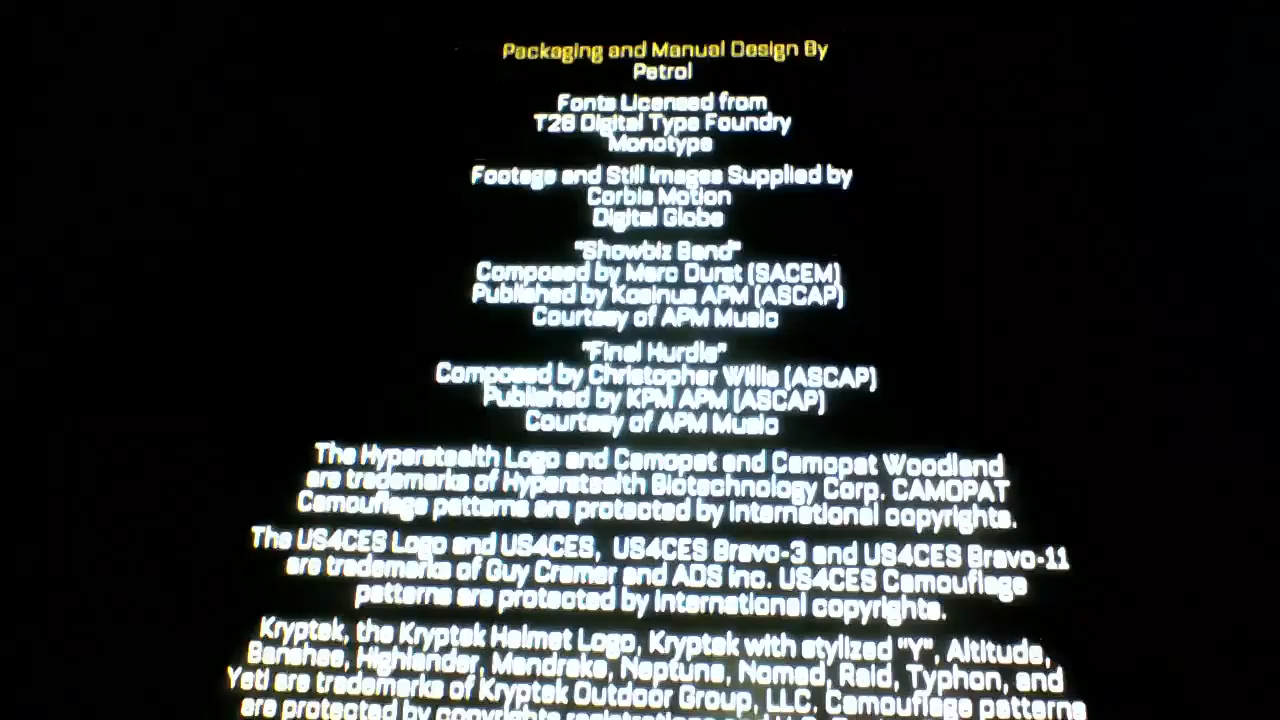 Packaging and Manual Design By
Petrol
Fonts Licensed from
T26 Digital Type Foundry
Monotype
Footage and Still Images Supplied by
Corbis Motion
Digital Globe
"Showbiz Band"
Composed by Marc Durst (SACEM)
Published by Kosinus APM (ASCAP)
Courtesy of APM Music
"Final Hurdle"
Composed by Christopher Willis (ASCAP)
Published by KPM APM (ASCAP)
Courtesy of APM Music
The Hyperstealth Logo and Camopat and Camopat Woodland
are trademarks of Hyperstealth Biotechnology Corp. CAMOPAT
Camouflage patterns are protected by International copyrights.
The US4CES Logo and US4CES, US4CES Bravo-3 and US4CES Bravo-11
are trademarks of Guy Cramer and ADS Inc. US4CES Camouflage
patterns are protected by International copyrights.
Kryptek, the Kryptek Helmet Logo, Kryptek with stylized "Y", Altitude,
Banshee, Highlander, Mandrake, Neptune, Nomad, Raid, Typhon, and
Yeti are trademarks of Kryptek Outdoor Group, LLC. Camouflage patterns
are protected by copyright registrations and